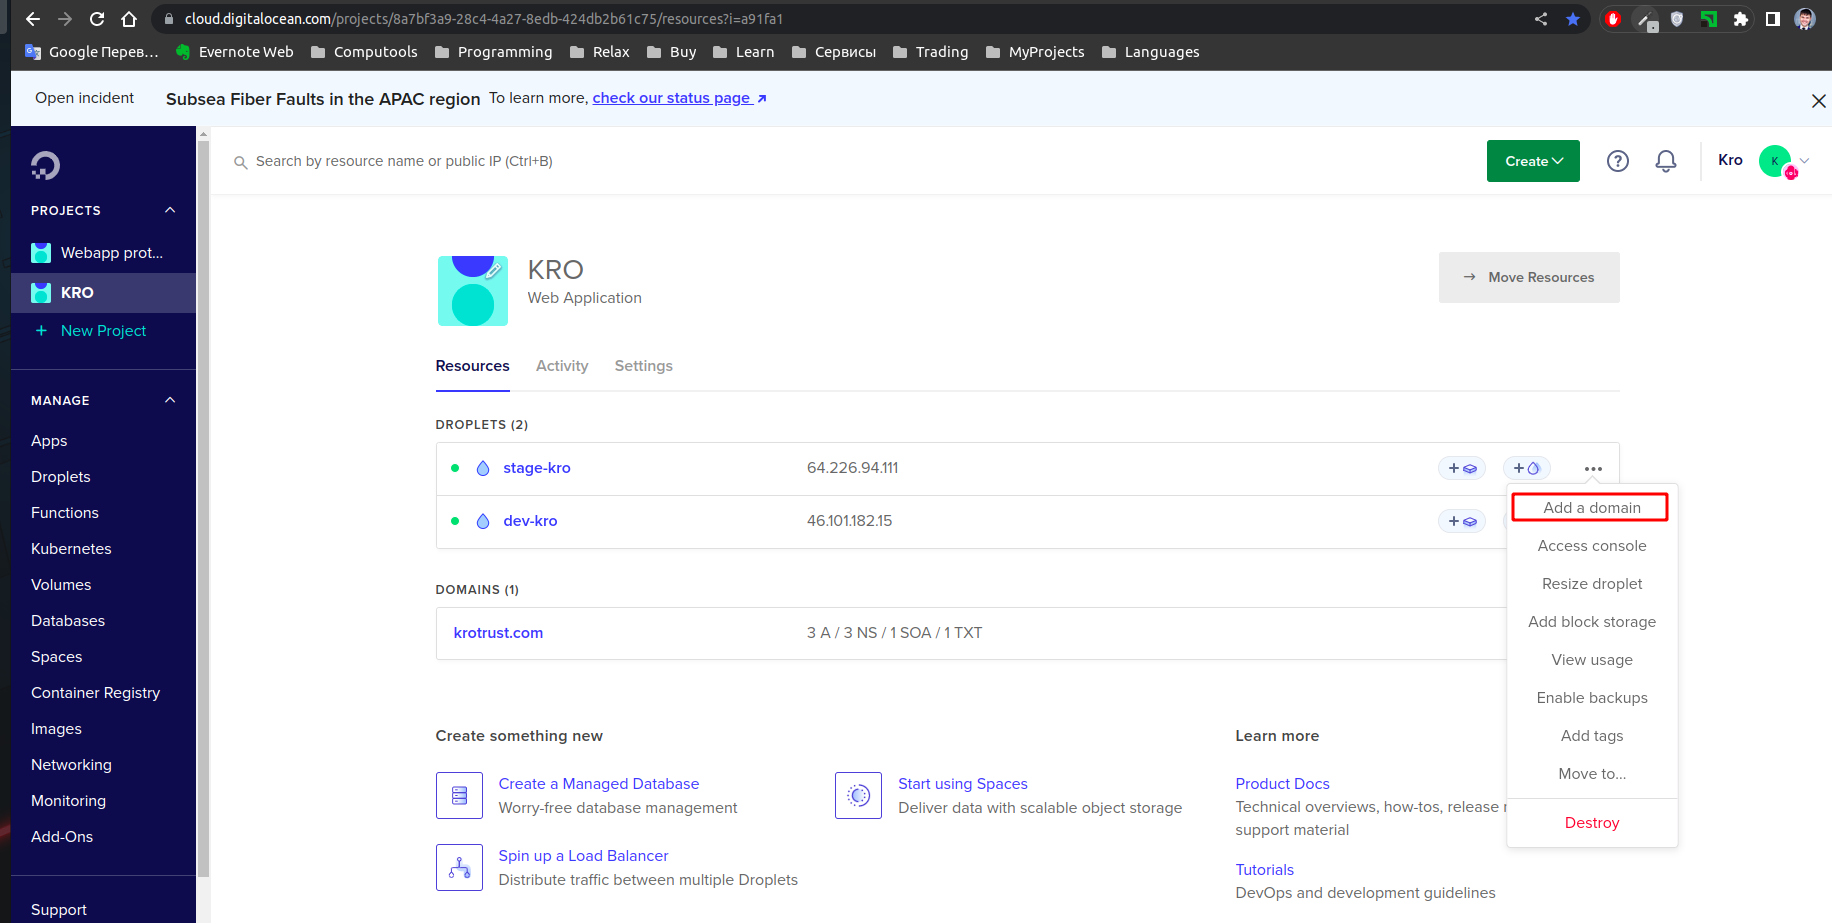 cloud.digitalocean.com/projects/8a7bf3a9-28c4-4a27-8edb-424db2b61c75/resources?i=a91fa1
Google Перев... Evernote Web Computools Programming Relax Buy Learn Сервисы Trading MyProjects Languages
Open incident Subsea Fiber Faults in the APAC region To learn more, check our status page
PROJECTS
Webapp prot...
KRO
+ New Project
MANAGE
Apps
Droplets
Functions
Kubernetes
Volumes
Databases
Spaces
Container Registry
Images
Networking
Monitoring
Add-Ons
Support
Search by resource name or public IP (Ctrl+B)
Create
?
Kro
K
KRO
Web Application
→ Move Resources
Resources Activity Settings
DROPLETS (2)
stage-kro 64.226.94.111 + + ...
dev-kro 46.101.182.15 +
DOMAINS (1)
krotrust.com 3 A / 3 NS / 1 SOA / 1 TXT
Add a domain
Access console
Resize droplet
Add block storage
View usage
Enable backups
Add tags
Move to...
Destroy
Create something new
Create a Managed Database
Worry-free database management
Start using Spaces
Deliver data with scalable object storage
Spin up a Load Balancer
Distribute traffic between multiple Droplets
Learn more
Product Docs
Technical overviews, how-tos, release
support material
Tutorials
DevOps and development guidelines